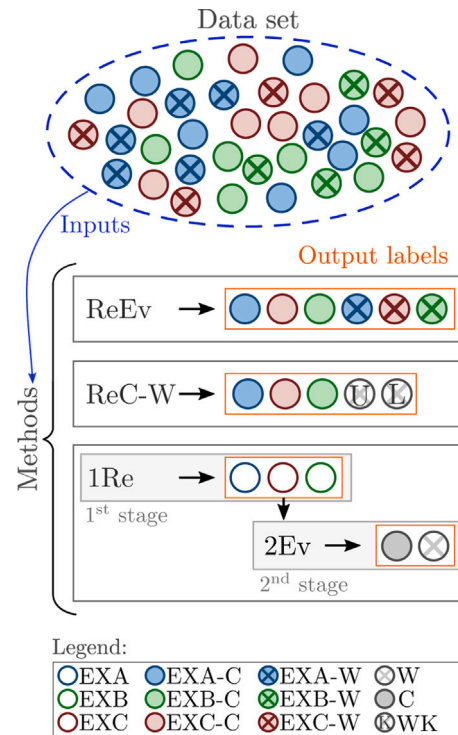 Data set
Inputs
Output labels
Methods
ReEv
ReC-W
U L
1Re
1st stage
2Ev
2nd stage
Legend:
EXA EXA-C EXA-W W
EXB EXB-C EXB-W C
EXC EXC-C EXC-W K WK